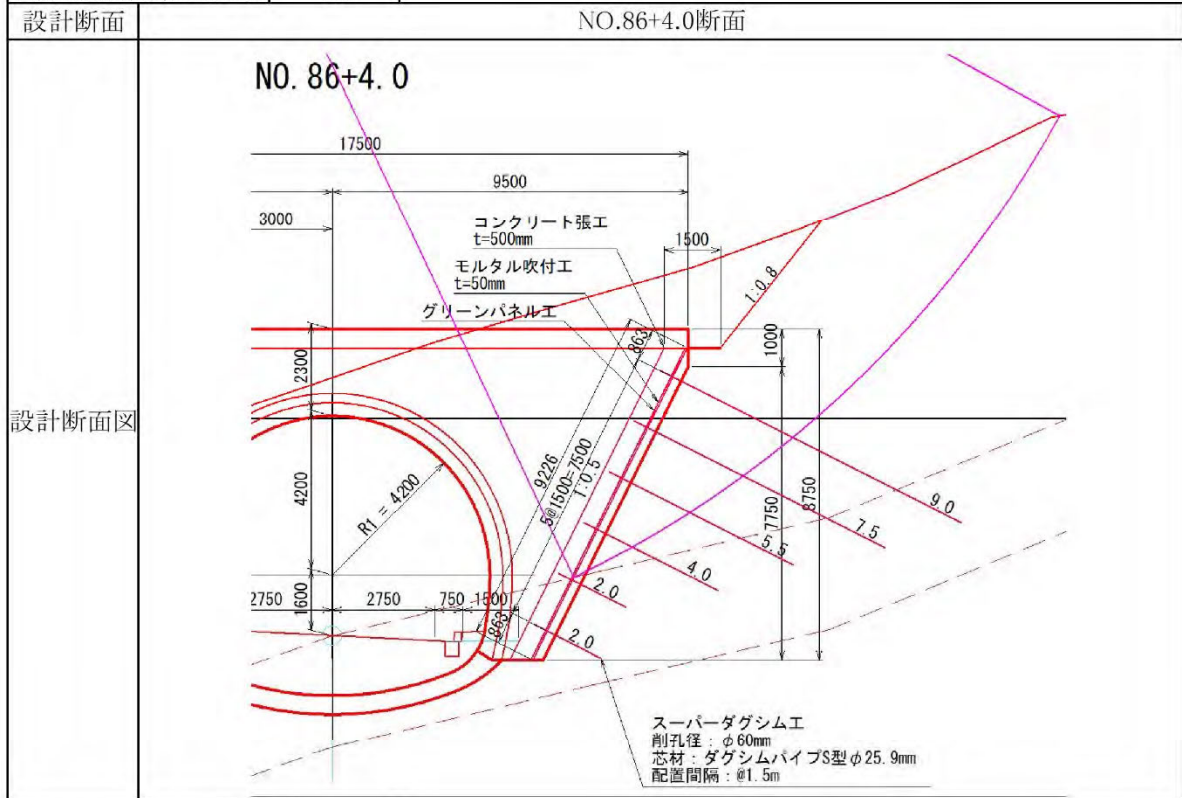 設計断面
NO.86+4.0断面
設計断面図
NO. 86+4.0
17500
9500
3000
コンクリート張工
t=500mm
1500
モルタル吹付工
t=50mm
グリーンパネル工
1:0.8
863
1000
2300
9226
5@1500=7500
1:0.5
4200
R1 = 4200
7750
8750
9.0
7.5
5.5
4.0
2.0
2750
2750
750
1500
1600
863
2.0
スーパーダグシム工
削孔径：φ60mm
芯材：ダグシムパイプS型φ25.9mm
配置間隔：@1.5m